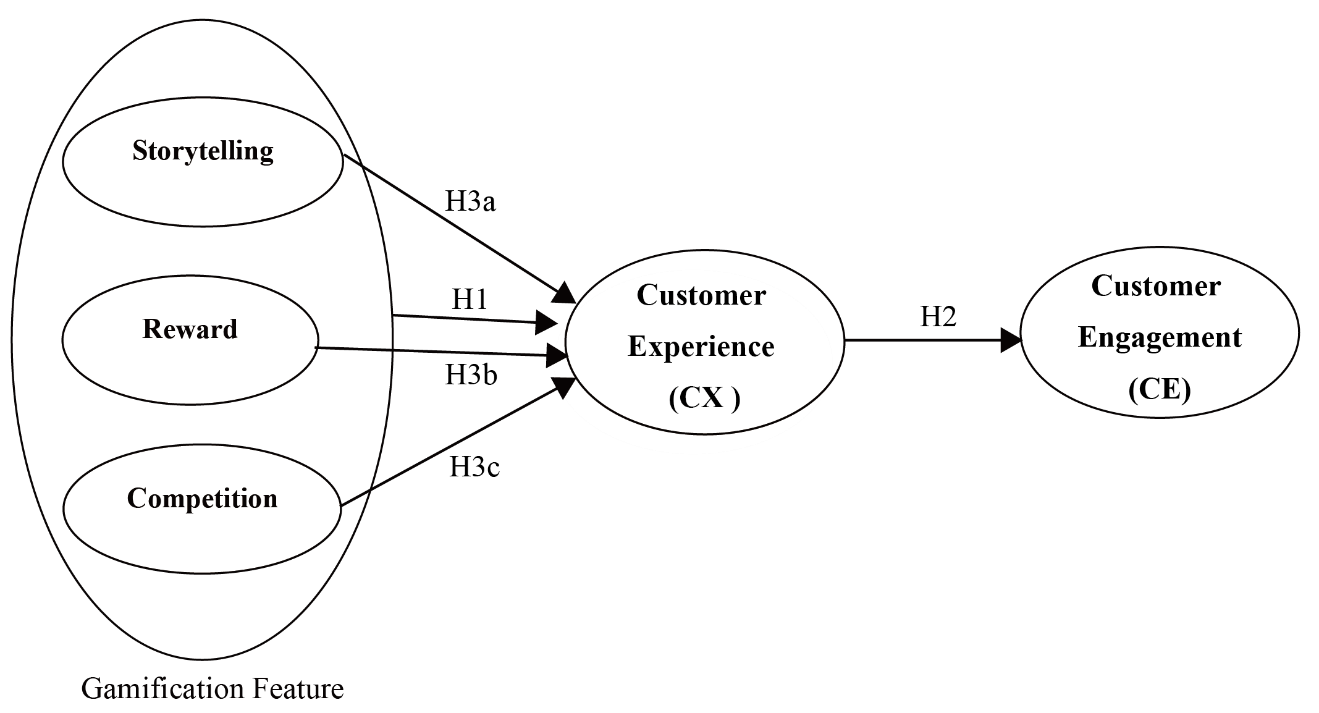 Storytelling
H3a
H1
Reward
H3b
Competition
H3c
Customer
Experience
(CX )
H2
Customer
Engagement
(CE)
Gamification Feature